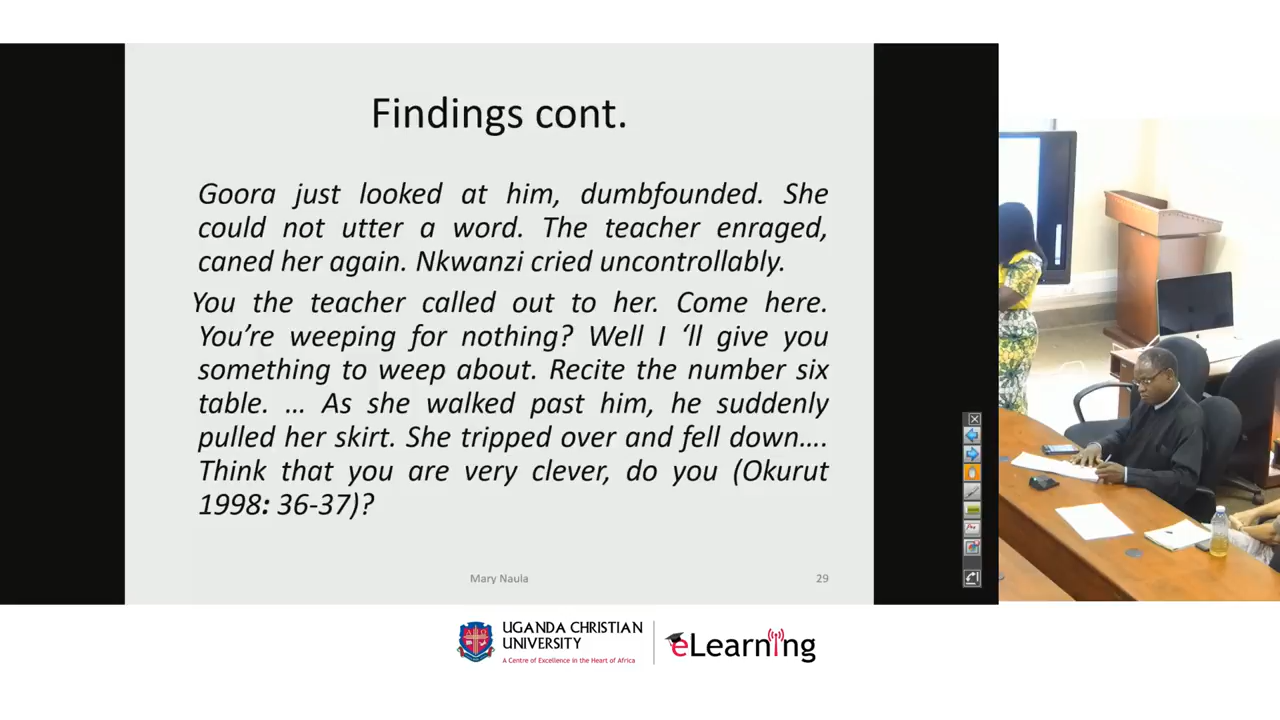 Findings cont.
Goora just looked at him, dumbfounded. She
could not utter a word. The teacher enraged,
caned her again. Nkwanzi cried uncontrollably.
You the teacher called out to her. Come here.
You’re weeping for nothing? Well I ‘ll give you
something to weep about. Recite the number six
table. … As she walked past him, he suddenly
pulled her skirt. She tripped over and fell down….
Think that you are very clever, do you (Okurut
1998: 36-37)?
Mary Naula 29
UGANDA CHRISTIAN
UNIVERSITY
A Centre of Excellence in the Heart of Africa
eLearning